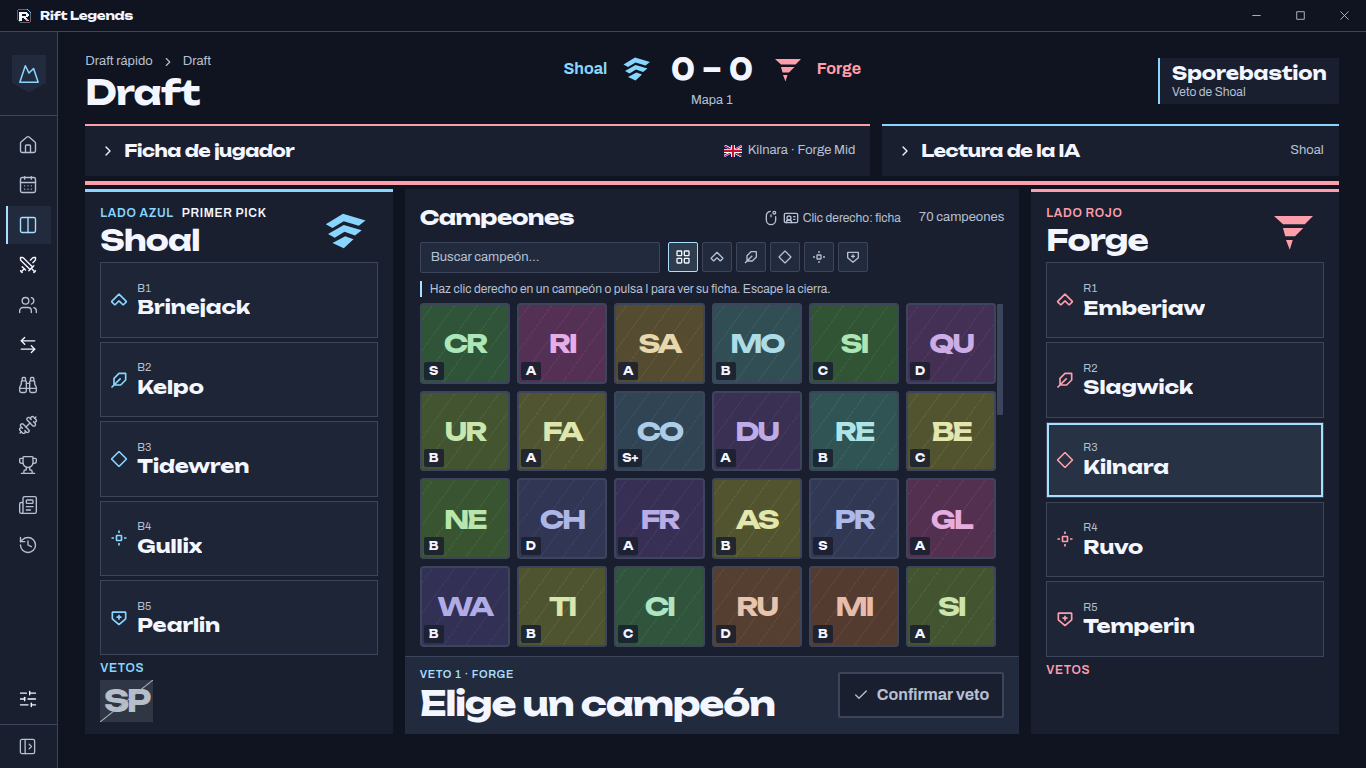 Rift Legends
Draft rápido > Draft
Draft
Shoal 0 – 0 Forge
Mapa 1
Sporebastion
Veto de Shoal
Ficha de jugador
Kilnara · Forge Mid
Lectura de la IA
Shoal
LADO AZUL PRIMER PICK
Shoal
B1
Brinejack
B2
Kelpo
B3
Tidewren
B4
Gullix
B5
Pearlin
VETOS
SP
Campeones
Clic derecho: ficha
70 campeones
Buscar campeón...
Haz clic derecho en un campeón o pulsa I para ver su ficha. Escape la cierra.
CR RI SA MO SI QU
S A A B C D
UR FA CO DU RE BE
B A S+ A B C
NE CH FR AS PR GL
B D A B S A
WA TI CI RU MI SI
B B C D B A
VETO 1 · FORGE
Elige un campeón
Confirmar veto
LADO ROJO
Forge
R1
Emberjaw
R2
Slagwick
R3
Kilnara
R4
Ruvo
R5
Temperin
VETOS